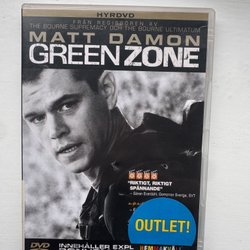 HYRDVD
FRÅN REGISSÖREN AV
THE BOURNE SUPREMACY OCH THE BOURNE ULTIMATUM
MATT DAMON
GREEN ZONE
"RIKTIGT, RIKTIGT
SPÄNNANDE"
OUTLET!
DVD
INNEHÅLLER